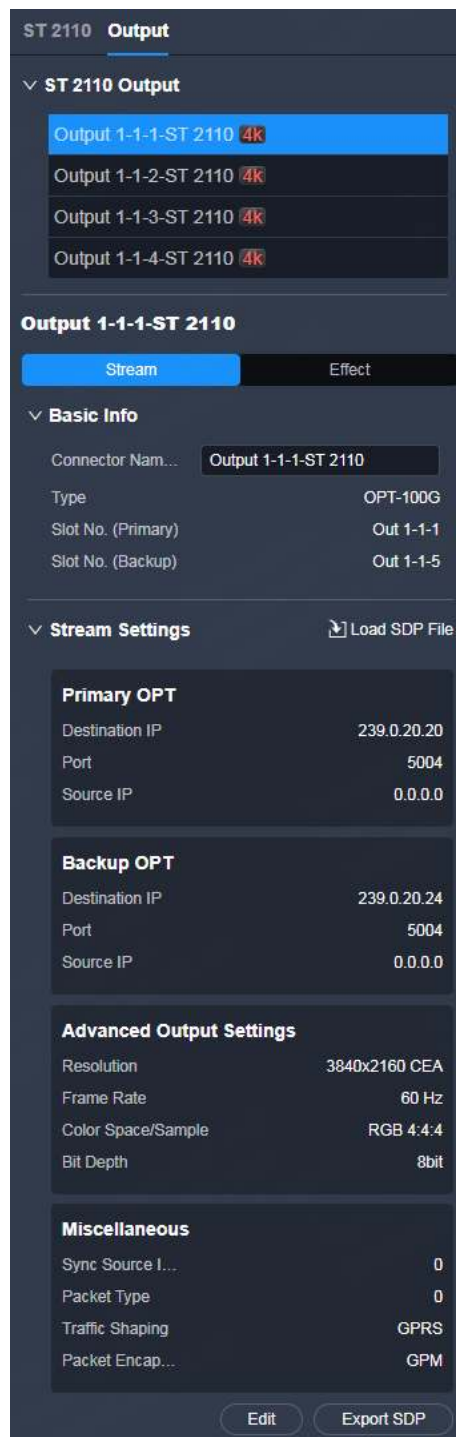 ST 2110 Output
ST 2110 Output
Output 1-1-1-ST 2110 4k
Output 1-1-2-ST 2110 4k
Output 1-1-3-ST 2110 4k
Output 1-1-4-ST 2110 4k
Output 1-1-1-ST 2110
Stream Effect
Basic Info
Connector Nam... Output 1-1-1-ST 2110
Type OPT-100G
Slot No. (Primary) Out 1-1-1
Slot No. (Backup) Out 1-1-5
Stream Settings Load SDP File
Primary OPT
Destination IP 239.0.20.20
Port 5004
Source IP 0.0.0.0
Backup OPT
Destination IP 239.0.20.24
Port 5004
Source IP 0.0.0.0
Advanced Output Settings
Resolution 3840x2160 CEA
Frame Rate 60 Hz
Color Space/Sample RGB 4:4:4
Bit Depth 8bit
Miscellaneous
Sync Source I... 0
Packet Type 0
Traffic Shaping GPRS
Packet Encap... GPM
Edit Export SDP